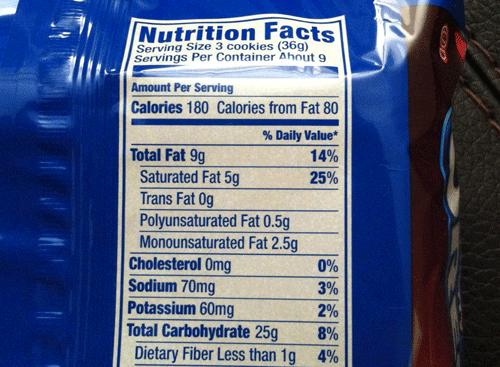 Nutrition Facts
Serving Size 3 cookies (36g)
Servings Per Container About 9
Amount Per Serving
Calories 180 Calories from Fat 80
% Daily Value*
Total Fat 9g 14%
Saturated Fat 5g 25%
Trans Fat 0g
Polyunsaturated Fat 0.5g
Monounsaturated Fat 2.5g
Cholesterol 0mg 0%
Sodium 70mg 3%
Potassium 60mg 2%
Total Carbohydrate 25g 8%
Dietary Fiber Less than 1g 4%